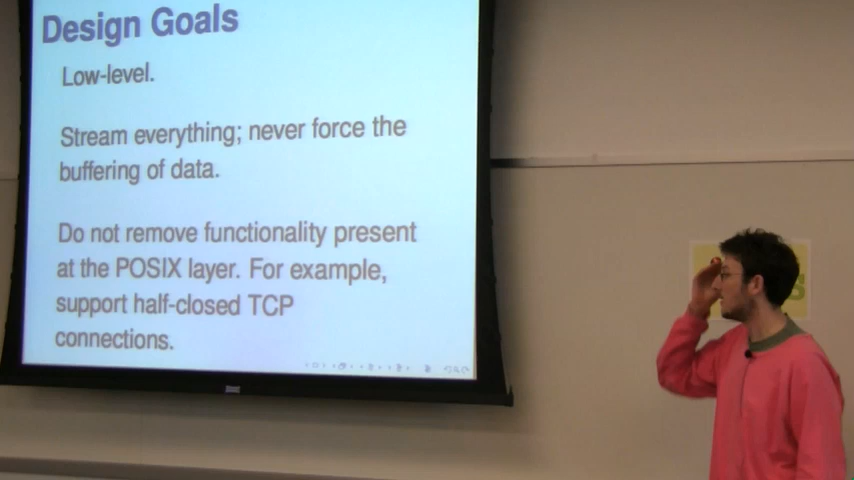 Design Goals
Low-level.
Stream everything; never force the
buffering of data.
Do not remove functionality present
at the POSIX layer. For example,
support half-closed TCP
connections.